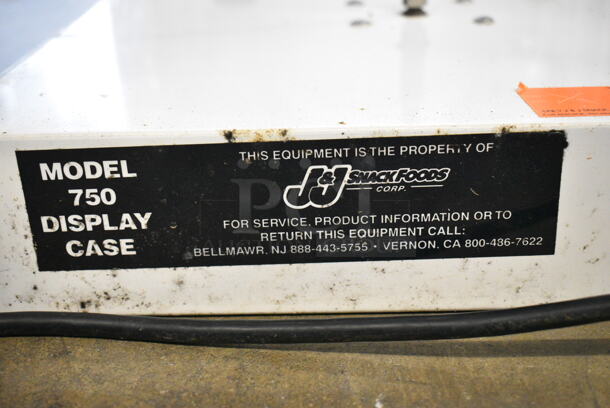 MODEL
750
DISPLAY
CASE
THIS EQUIPMENT IS THE PROPERTY OF
J&J SNACK FOODS
CORP.
FOR SERVICE, PRODUCT INFORMATION OR TO
RETURN THIS EQUIPMENT CALL:
BELLMAWR, NJ 888-443-5755 • VERNON, CA 800-436-7622